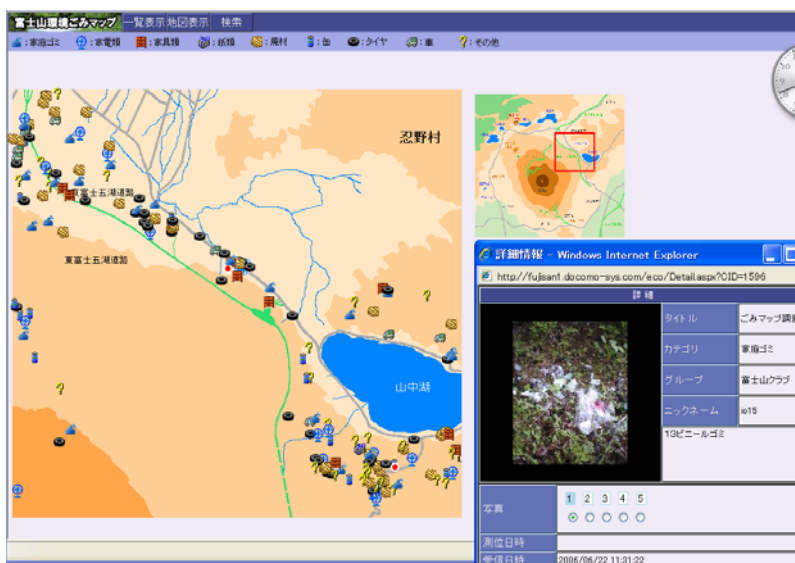 富士山環境ごみマップ 一覧表示 地図表示 検索
:家庭ゴミ :家電類 :家具類 :紙類 :廃材 :缶 :タイヤ :車 ?:その他
忍野村
東富士五湖道路
東富士五湖道路
山中湖
詳細情報 - Windows Internet Explorer
http://fujisan1.docomo-sys.com/eco/Detail.aspx?CID=1596
詳細
タイトル ごみマップ調査
カテゴリ 家庭ゴミ
グループ 富士山クラブ
ニックネーム io15
13ビニールゴミ
写真 1 2 3 4 5
測位日時
受信日時 2006/06/22 11:31:22